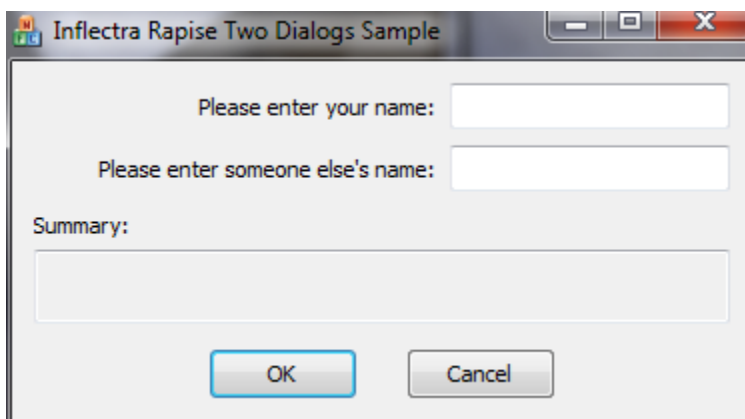 Inflectra Rapise Two Dialogs Sample
Please enter your name:
Please enter someone else's name:
Summary:
OK Cancel